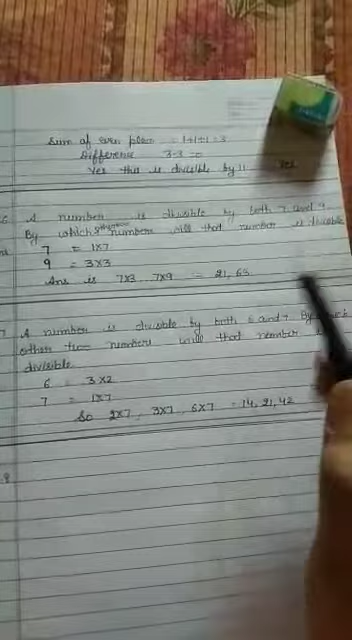 Sum of even places = 1+1+1=3
Difference 3-3 = 0
Yes this is divisible by 11 Yes
6 A number is divisible by both 7 and 9
By which other numbers will that number is divisible
7 = 1x7
9 = 3x3
Ans is 7x3, 7x9 = 21, 63
7 A number is divisible by both 6 and 7. By
other two numbers will that number
divisible.
6 = 3x2
7 = 1x7
So 2x7, 3x7, 6x7 = 14, 21, 42
8